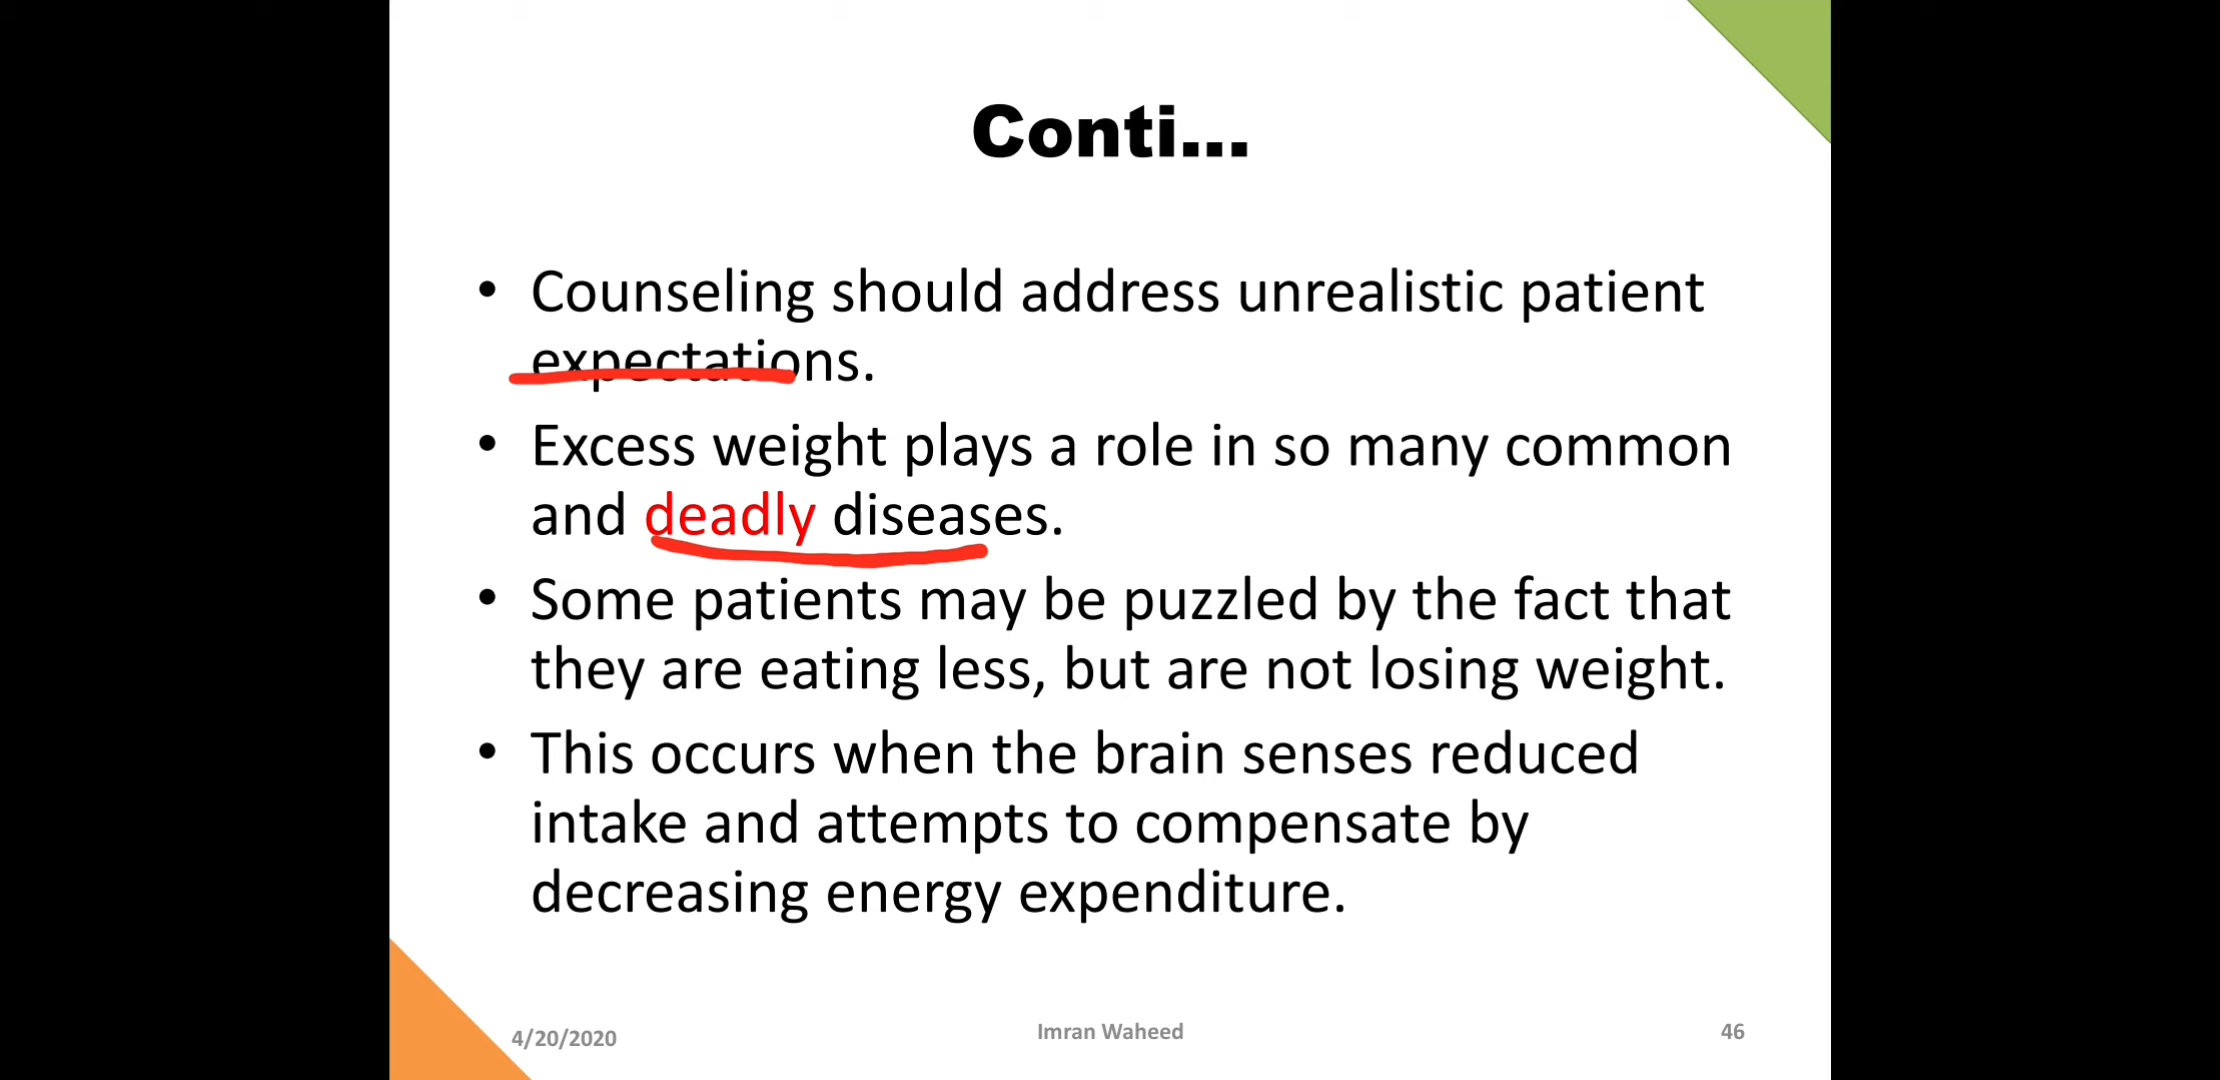 Conti...
• Counseling should address unrealistic patient
expectations.
• Excess weight plays a role in so many common
and deadly diseases.
• Some patients may be puzzled by the fact that
they are eating less, but are not losing weight.
• This occurs when the brain senses reduced
intake and attempts to compensate by
decreasing energy expenditure.
4/20/2020
Imran Waheed
46